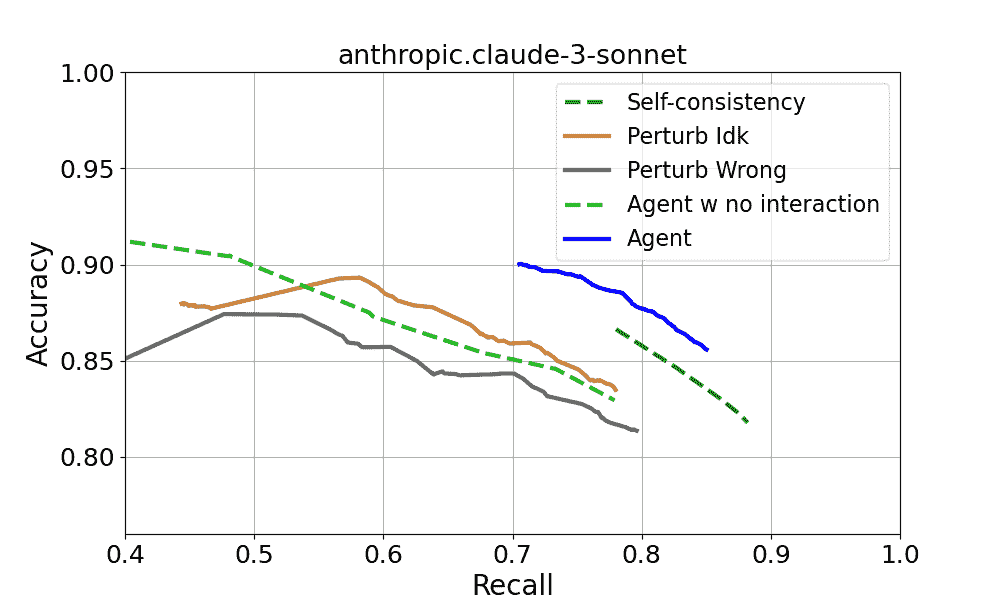 anthropic.claude-3-sonnet
1.00
0.95
0.90
0.85
0.80
Accuracy
Self-consistency
Perturb Idk
Perturb Wrong
Agent w no interaction
Agent
0.4 0.5 0.6 0.7 0.8 0.9 1.0
Recall